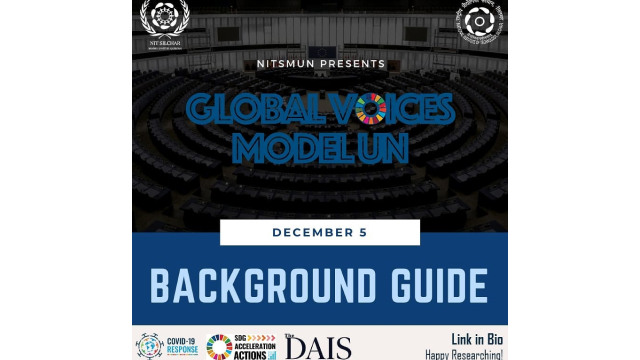 NIT SILCHAR
NITSMUN PRESENTS
GLOBAL VOICES
MODEL UN
DECEMBER 5
BACKGROUND GUIDE
COVID-19
RESPONSE
SDG
ACCELERATION
ACTIONS
The
DAIS
Link in Bio
Happy Researching!